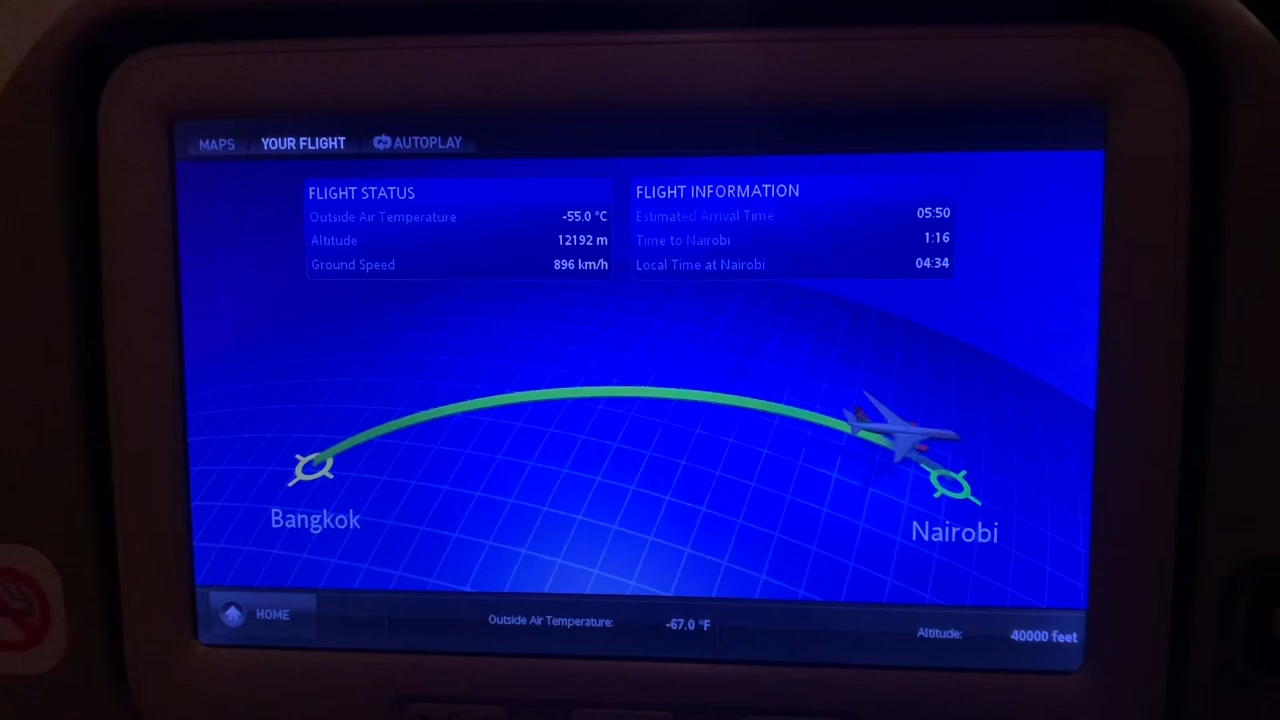 MAPS YOUR FLIGHT AUTOPLAY
FLIGHT STATUS
Outside Air Temperature -55.0 °C
Altitude 12192 m
Ground Speed 896 km/h
FLIGHT INFORMATION
Estimated Arrival Time 05:50
Time to Nairobi 1:16
Local Time at Nairobi 04:34
Bangkok
Nairobi
HOME Outside Air Temperature: -67.0 °F Altitude: 40000 feet